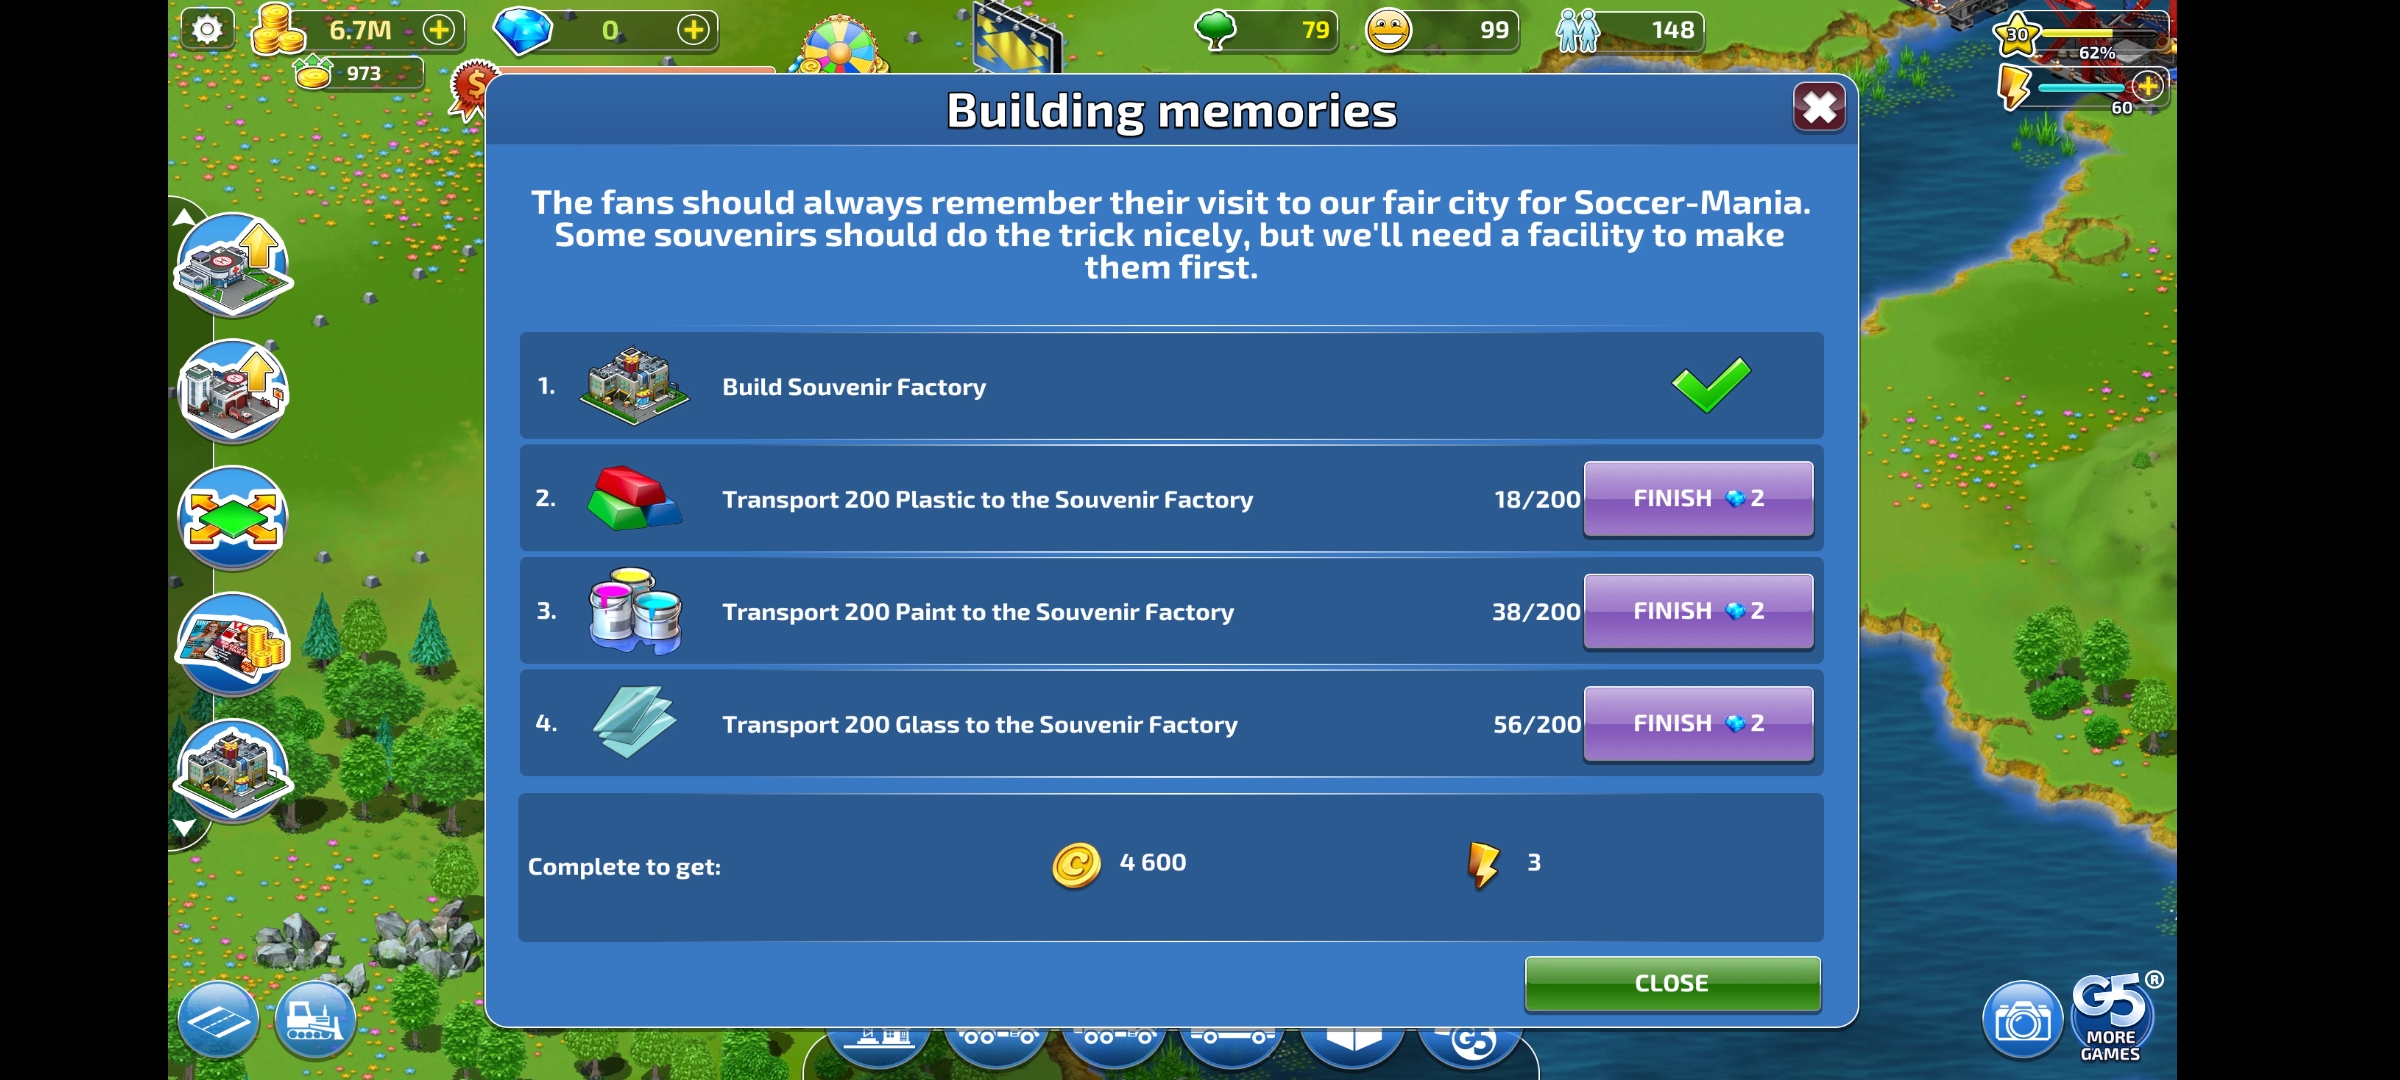 6.7M
0
79
99
148
30
62%
973
60
Building memories
The fans should always remember their visit to our fair city for Soccer-Mania.
Some souvenirs should do the trick nicely, but we'll need a facility to make
them first.
1. Build Souvenir Factory
2. Transport 200 Plastic to the Souvenir Factory 18/200 FINISH 2
3. Transport 200 Paint to the Souvenir Factory 38/200 FINISH 2
4. Transport 200 Glass to the Souvenir Factory 56/200 FINISH 2
Complete to get: 4 600 3
CLOSE
G5
G5 ®
MORE
GAMES